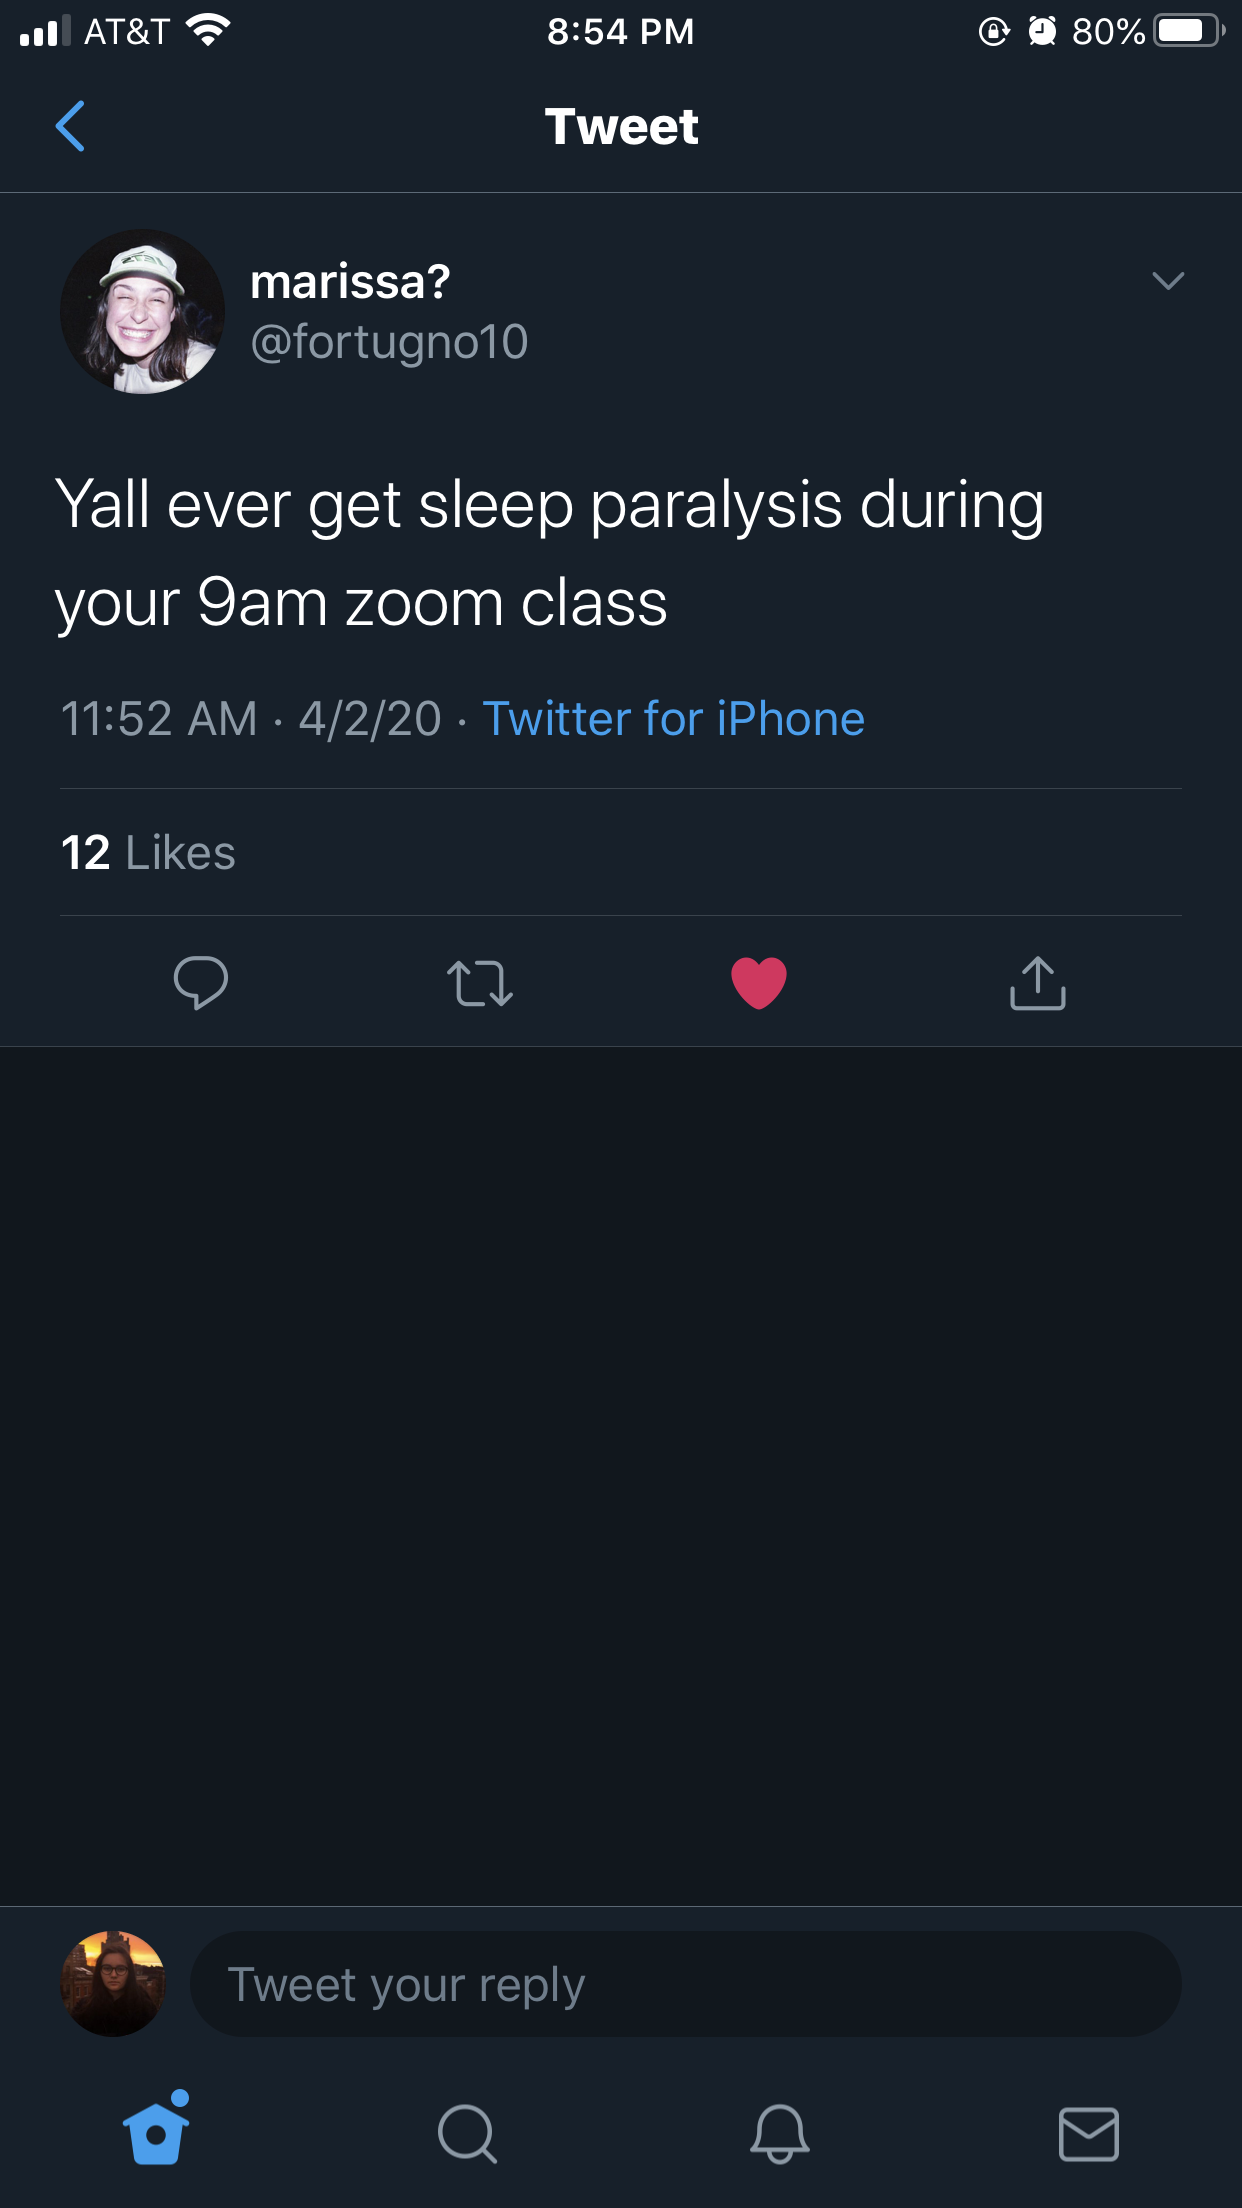 AT&T 8:54 PM 80%
Tweet
marissa?
@fortugno10
Yall ever get sleep paralysis during
your 9am zoom class
11:52 AM · 4/2/20 · Twitter for iPhone
12 Likes
Tweet your reply